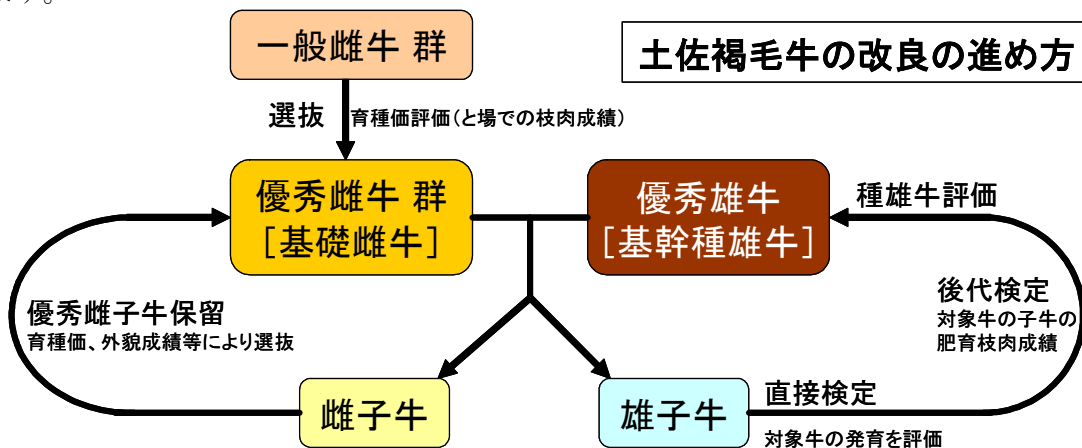 す。
一般雌牛 群
土佐褐毛牛の改良の進め方
選抜
育種価評価(と場での枝肉成績)
優秀雌牛 群
[基礎雌牛]
優秀雄牛
[基幹種雄牛]
種雄牛評価
優秀雌子牛保留
育種価、外貌成績等により選抜
後代検定
対象牛の子牛の
肥育枝肉成績
雌子牛
雄子牛
直接検定
対象牛の発育を評価